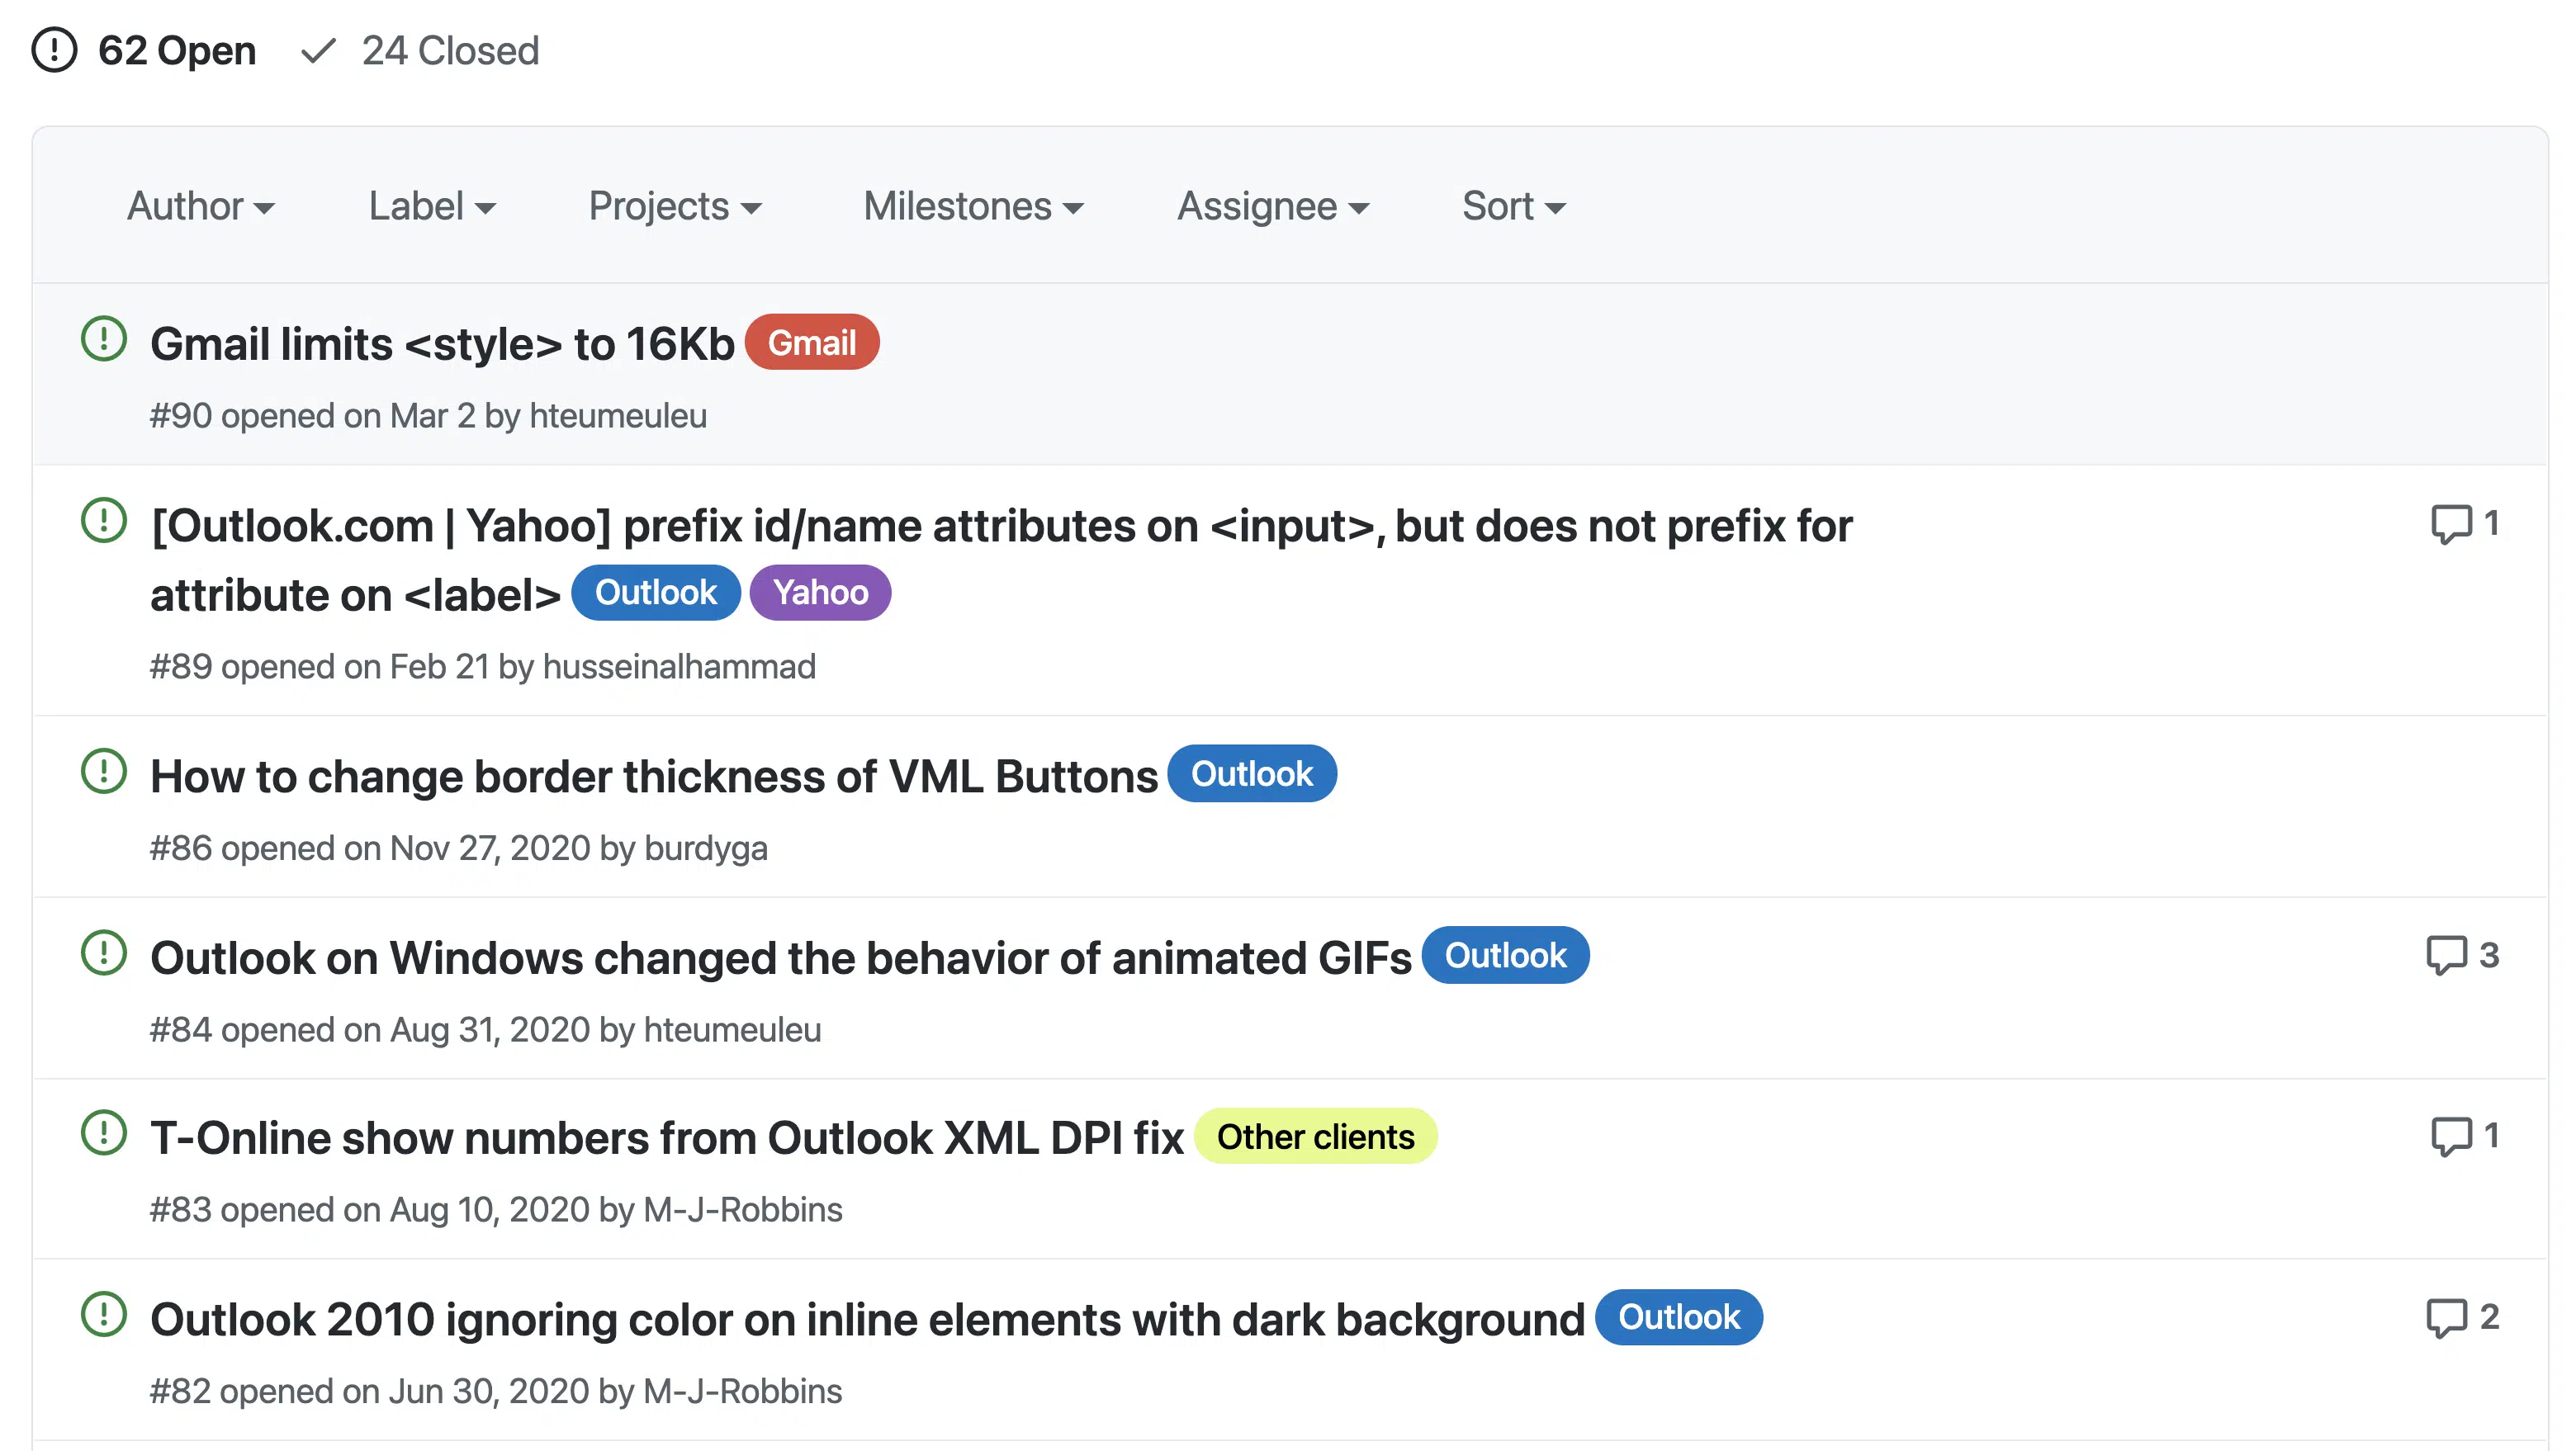 62 Open 24 Closed
Author Label Projects Milestones Assignee Sort
Gmail limits <style> to 16Kb Gmail
#90 opened on Mar 2 by hteumeuleu
[Outlook.com | Yahoo] prefix id/name attributes on <input>, but does not prefix for 1
attribute on <label> Outlook Yahoo
#89 opened on Feb 21 by husseinalhammad
How to change border thickness of VML Buttons Outlook
#86 opened on Nov 27, 2020 by burdyga
Outlook on Windows changed the behavior of animated GIFs Outlook 3
#84 opened on Aug 31, 2020 by hteumeuleu
T-Online show numbers from Outlook XML DPI fix Other clients 1
#83 opened on Aug 10, 2020 by M-J-Robbins
Outlook 2010 ignoring color on inline elements with dark background Outlook 2
#82 opened on Jun 30, 2020 by M-J-Robbins